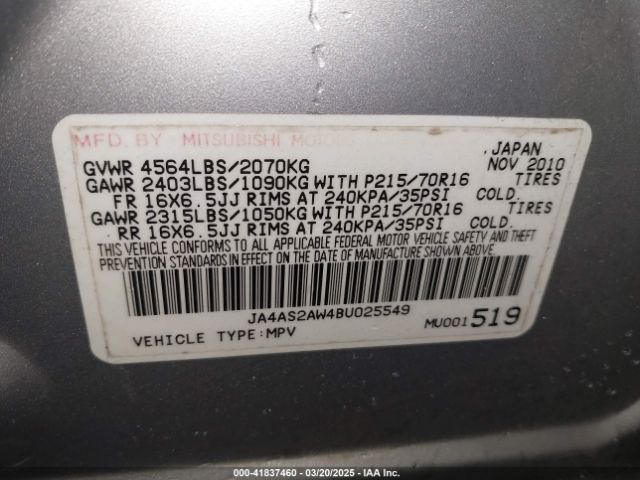 MFD. BY MITSUBISHI MOTORS
JAPAN
GVWR 4564LBS/2070KG NOV 2010
GAWR 2403LBS/1090KG WITH P215/70R16 TIRES
FR 16X6.5JJ RIMS AT 240KPA/35PSI COLD.
GAWR 2315LBS/1050KG WITH P215/70R16 TIRES
RR 16X6.5JJ RIMS AT 240KPA/35PSI COLD.
THIS VEHICLE CONFORMS TO ALL APPLICABLE FEDERAL MOTOR VEHICLE SAFETY AND THEFT
PREVENTION STANDARDS IN EFFECT ON THE DATE OF MANUFACTURE SHOWN ABOVE.
JA4AS2AW4BU025549
VEHICLE TYPE:MPV MU001519
000-41837460 - 03/20/2025 - IAA Inc.